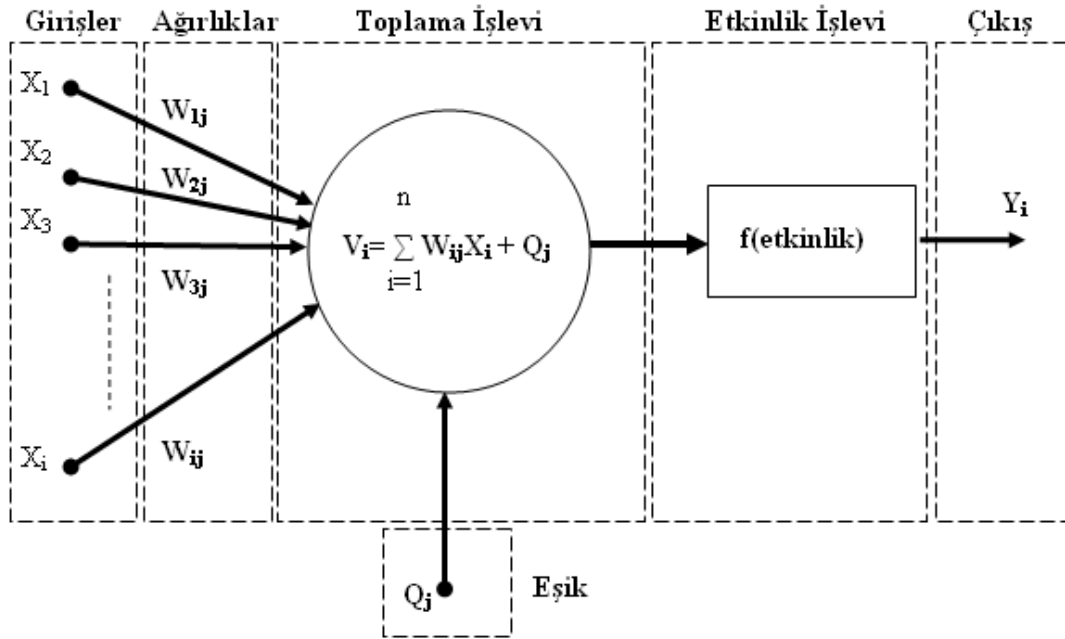 Girişler Ağırlıklar Toplama İşlevi Etkinlik İşlevi Çıkış
X1
W1j
X2
W2j
X3
W3j
n
Vi= ∑ WijXi + Qj
i=1
f(etkinlik)
Yi
Xi
Wij
Qj
Eşik